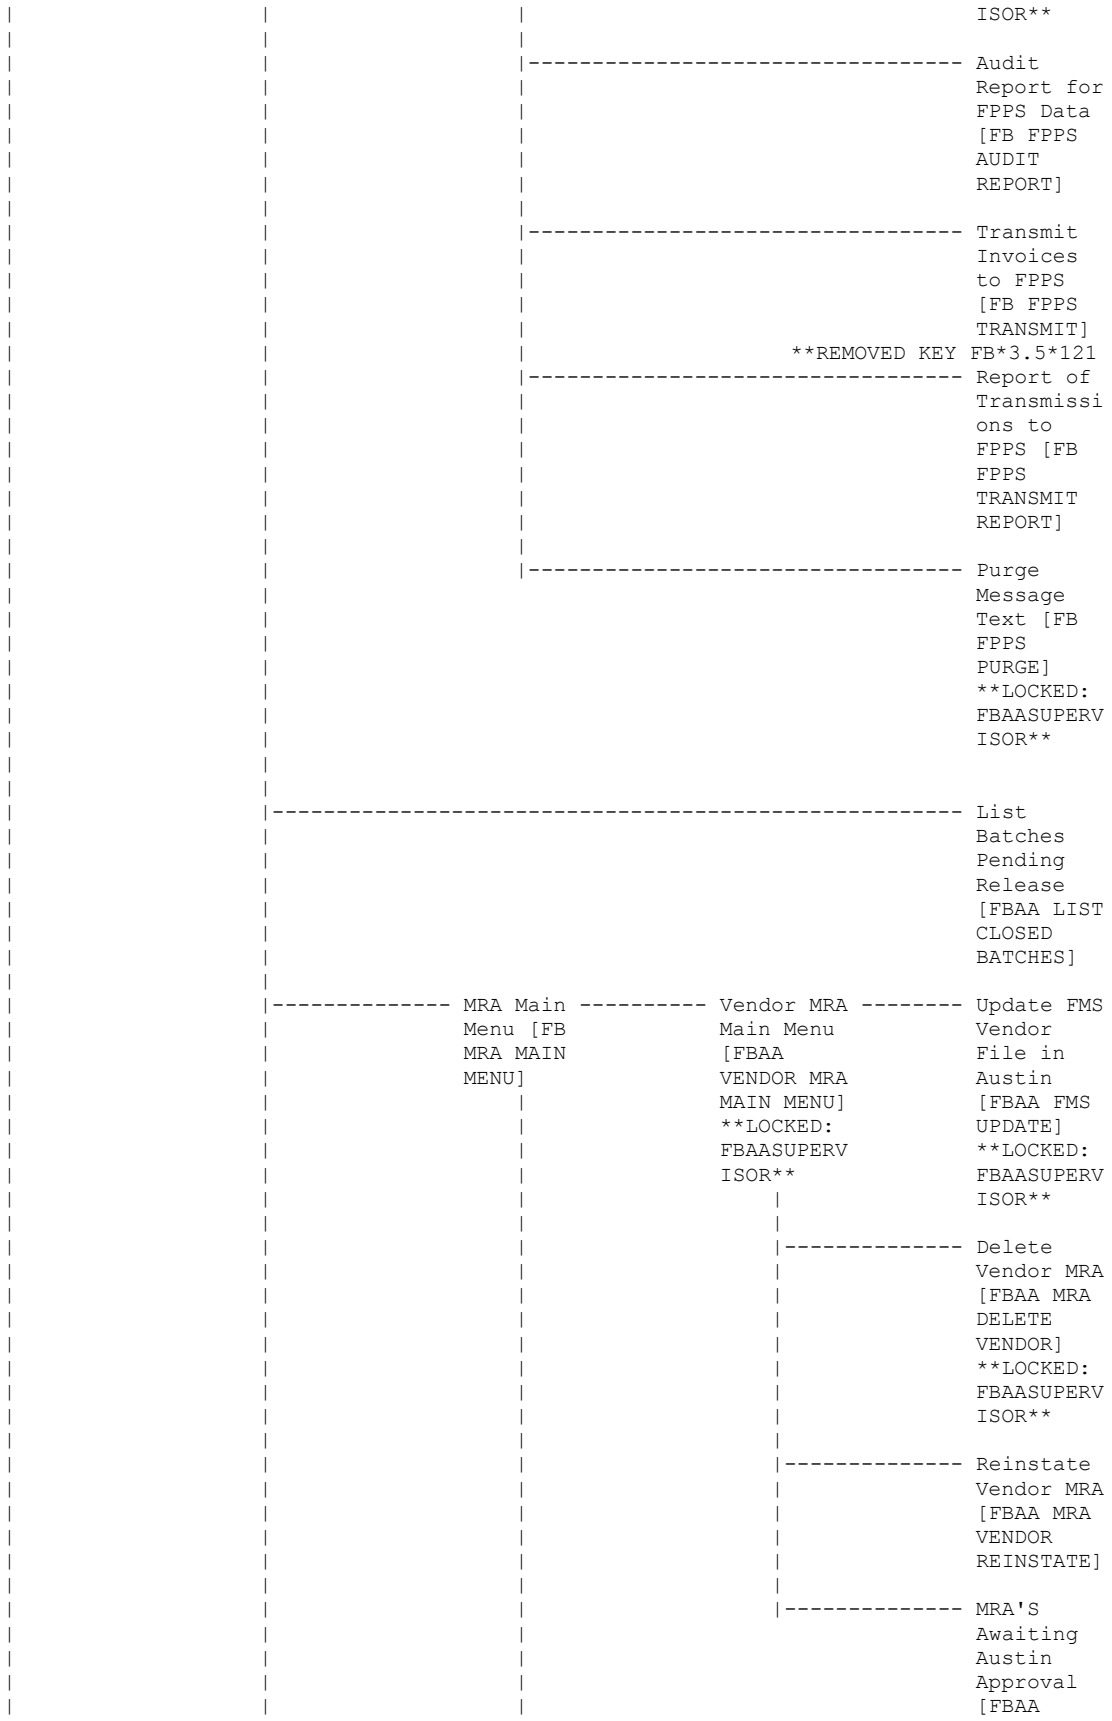 |                   |                   |                                   ISOR**
|                   |                   |
|                   |                   |---------------------------------- Audit
|                   |                   |                                   Report for
|                   |                   |                                   FPPS Data
|                   |                   |                                   [FB FPPS
|                   |                   |                                   AUDIT
|                   |                   |                                   REPORT]
|                   |                   |
|                   |                   |---------------------------------- Transmit
|                   |                   |                                   Invoices
|                   |                   |                                   to FPPS
|                   |                   |                                   [FB FPPS
|                   |                   |                                   TRANSMIT]
|                   |                   |                     **REMOVED KEY FB*3.5*121
|                   |                   |---------------------------------- Report of
|                   |                   |                                   Transmissi
|                   |                   |                                   ons to
|                   |                   |                                   FPPS [FB
|                   |                   |                                   FPPS
|                   |                   |                                   TRANSMIT
|                   |                   |                                   REPORT]
|                   |                   |
|                   |                   |---------------------------------- Purge
|                   |                                                       Message
|                   |                                                       Text [FB
|                   |                                                       FPPS
|                   |                                                       PURGE]
|                   |                                                       **LOCKED:
|                   |                                                       FBAASUPERV
|                   |                                                       ISOR**
|                   |
|                   |
|                   |------------------------------------------------------ List
|                   |                                                       Batches
|                   |                                                       Pending
|                   |                                                       Release
|                   |                                                       [FBAA LIST
|                   |                                                       CLOSED
|                   |                                                       BATCHES]
|                   |
|                   |-------------- MRA Main ---------- Vendor MRA -------- Update FMS
|                   |               Menu [FB            Main Menu           Vendor
|                   |               MRA MAIN            [FBAA               File in
|                   |               MENU]               VENDOR MRA          Austin
|                   |                   |               MAIN MENU]          [FBAA FMS
|                   |                   |               **LOCKED:           UPDATE]
|                   |                   |               FBAASUPERV          **LOCKED:
|                   |                   |               ISOR**              FBAASUPERV
|                   |                   |                   |               ISOR**
|                   |                   |                   |
|                   |                   |                   |-------------- Delete
|                   |                   |                   |               Vendor MRA
|                   |                   |                   |               [FBAA MRA
|                   |                   |                   |               DELETE
|                   |                   |                   |               VENDOR]
|                   |                   |                   |               **LOCKED:
|                   |                   |                   |               FBAASUPERV
|                   |                   |                   |               ISOR**
|                   |                   |                   |
|                   |                   |                   |-------------- Reinstate
|                   |                   |                   |               Vendor MRA
|                   |                   |                   |               [FBAA MRA
|                   |                   |                   |               VENDOR
|                   |                   |                   |               REINSTATE]
|                   |                   |                   |
|                   |                   |                   |-------------- MRA'S
|                   |                   |                                   Awaiting
|                   |                   |                                   Austin
|                   |                   |                                   Approval
|                   |                   |                                   [FBAA